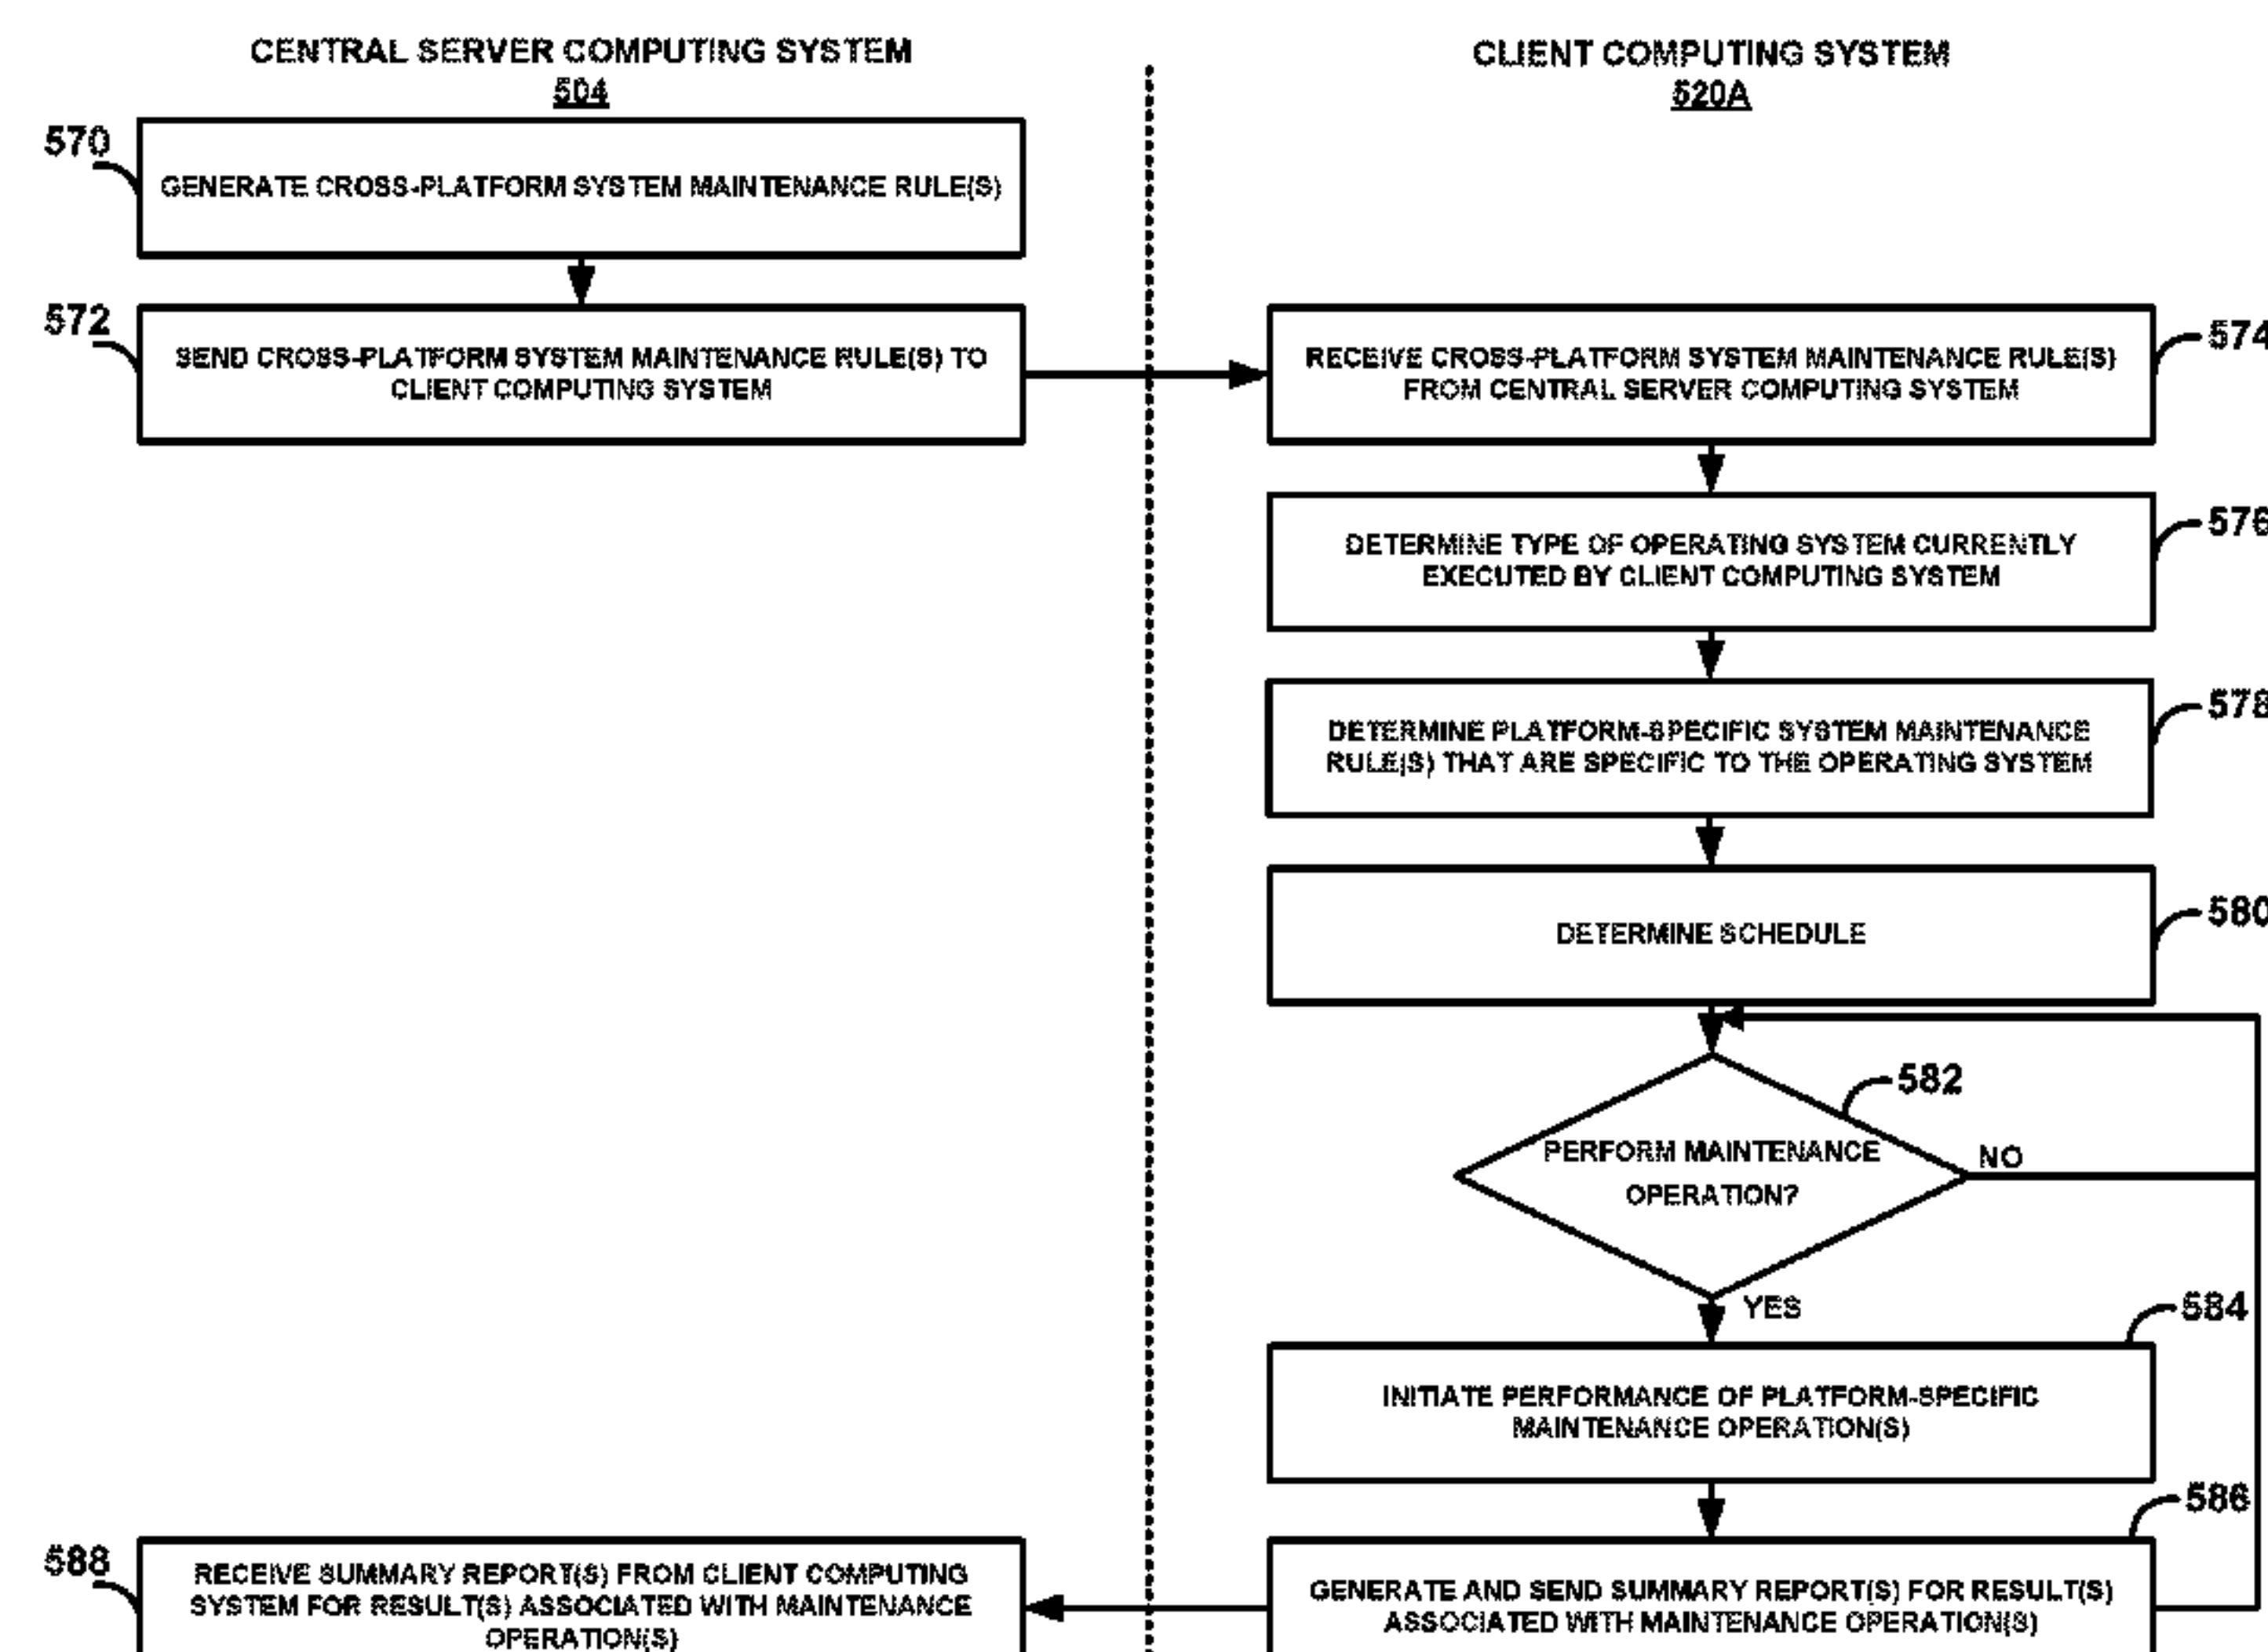 CENTRAL SERVER COMPUTING SYSTEM
504
CLIENT COMPUTING SYSTEM
520A
570
GENERATE CROSS-PLATFORM SYSTEM MAINTENANCE RULE(S)
572
SEND CROSS-PLATFORM SYSTEM MAINTENANCE RULE(S) TO
CLIENT COMPUTING SYSTEM
RECEIVE CROSS-PLATFORM SYSTEM MAINTENANCE RULE(S)
FROM CENTRAL SERVER COMPUTING SYSTEM
574
DETERMINE TYPE OF OPERATING SYSTEM CURRENTLY
EXECUTED BY CLIENT COMPUTING SYSTEM
576
DETERMINE PLATFORM-SPECIFIC SYSTEM MAINTENANCE
RULE(S) THAT ARE SPECIFIC TO THE OPERATING SYSTEM
578
DETERMINE SCHEDULE
580
582
PERFORM MAINTENANCE
OPERATION?
NO
YES
584
INITIATE PERFORMANCE OF PLATFORM-SPECIFIC
MAINTENANCE OPERATION(S)
586
GENERATE AND SEND SUMMARY REPORT(S) FOR RESULT(S)
ASSOCIATED WITH MAINTENANCE OPERATION(S)
588
RECEIVE SUMMARY REPORT(S) FROM CLIENT COMPUTING
SYSTEM FOR RESULT(S) ASSOCIATED WITH MAINTENANCE
OPERATION(S)